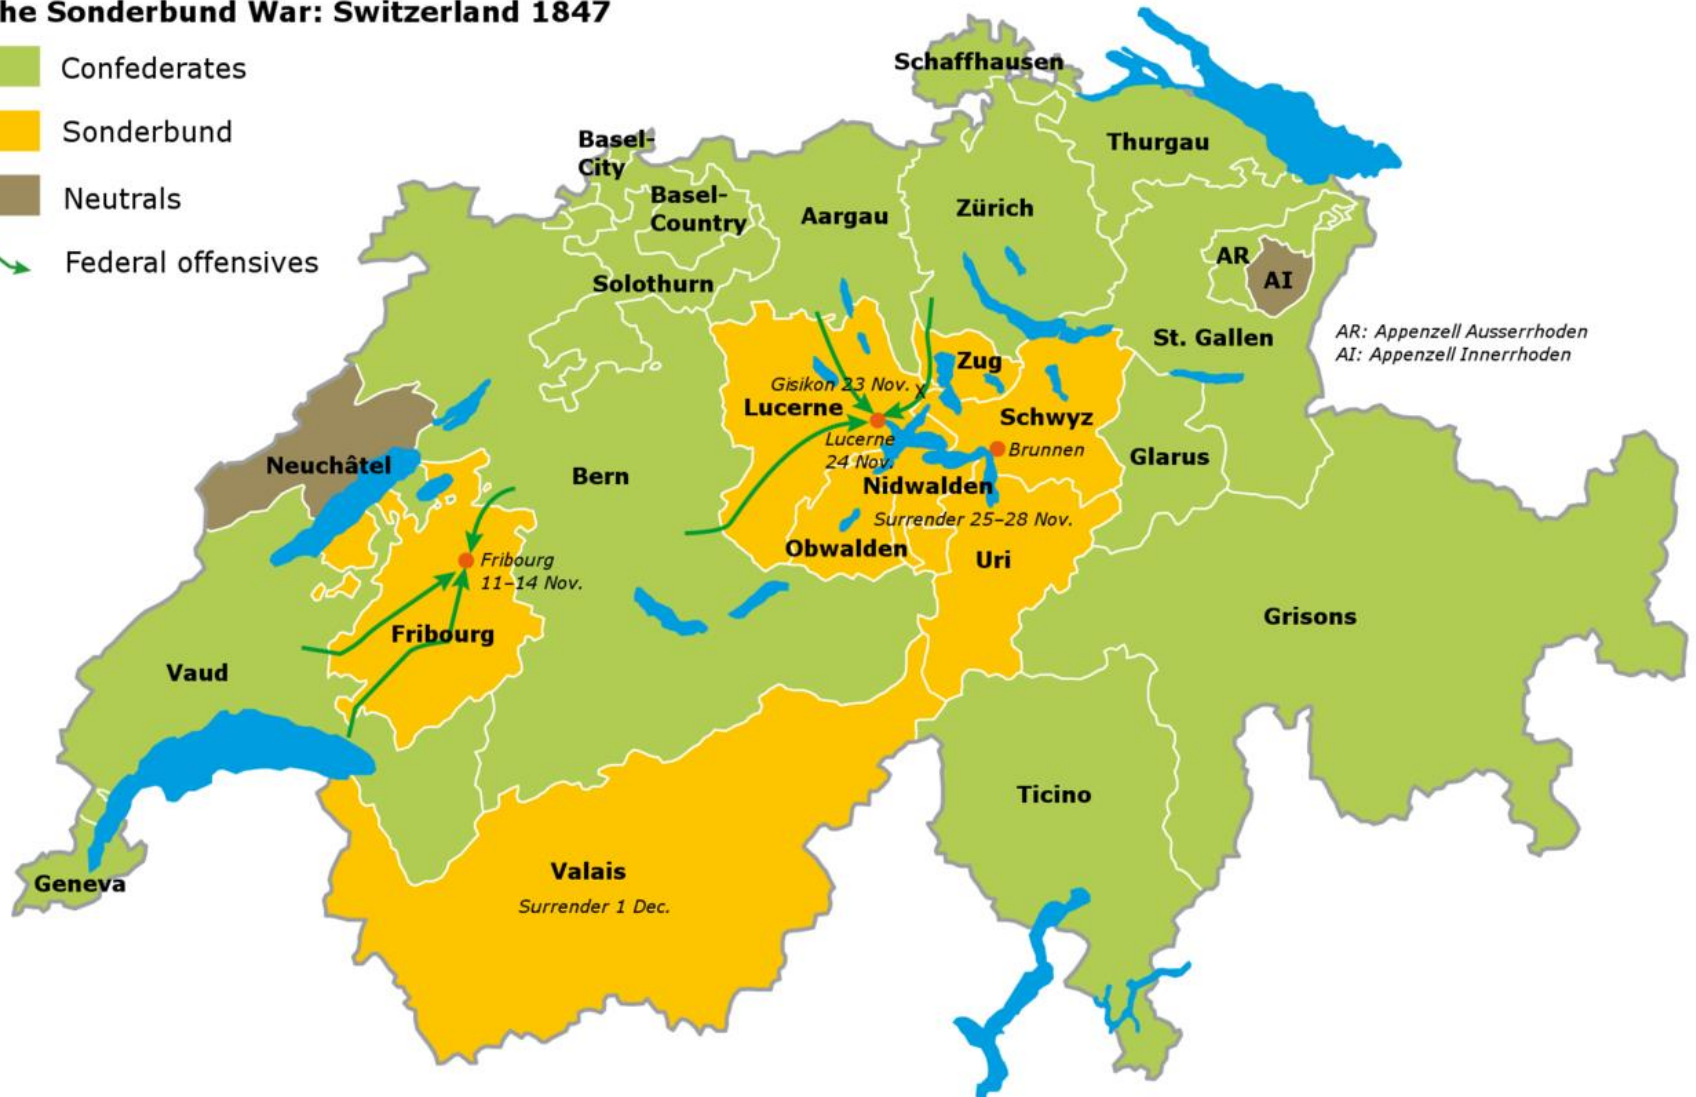 he Sonderbund War: Switzerland 1847
Confederates
Sonderbund
Neutrals
Federal offensives
Schaffhausen
Basel-
City
Thurgau
Basel-
Country
Aargau
Zürich
Solothurn
AR
AI
St. Gallen
AR: Appenzell Ausserrhoden
AI: Appenzell Innerrhoden
Zug
Gisikon 23 Nov.
X
Lucerne
Schwyz
Lucerne
24 Nov.
Brunnen
Glarus
Neuchâtel
Bern
Nidwalden
Surrender 25–28 Nov.
Obwalden
Uri
Fribourg
11–14 Nov.
Fribourg
Grisons
Vaud
Ticino
Geneva
Valais
Surrender 1 Dec.